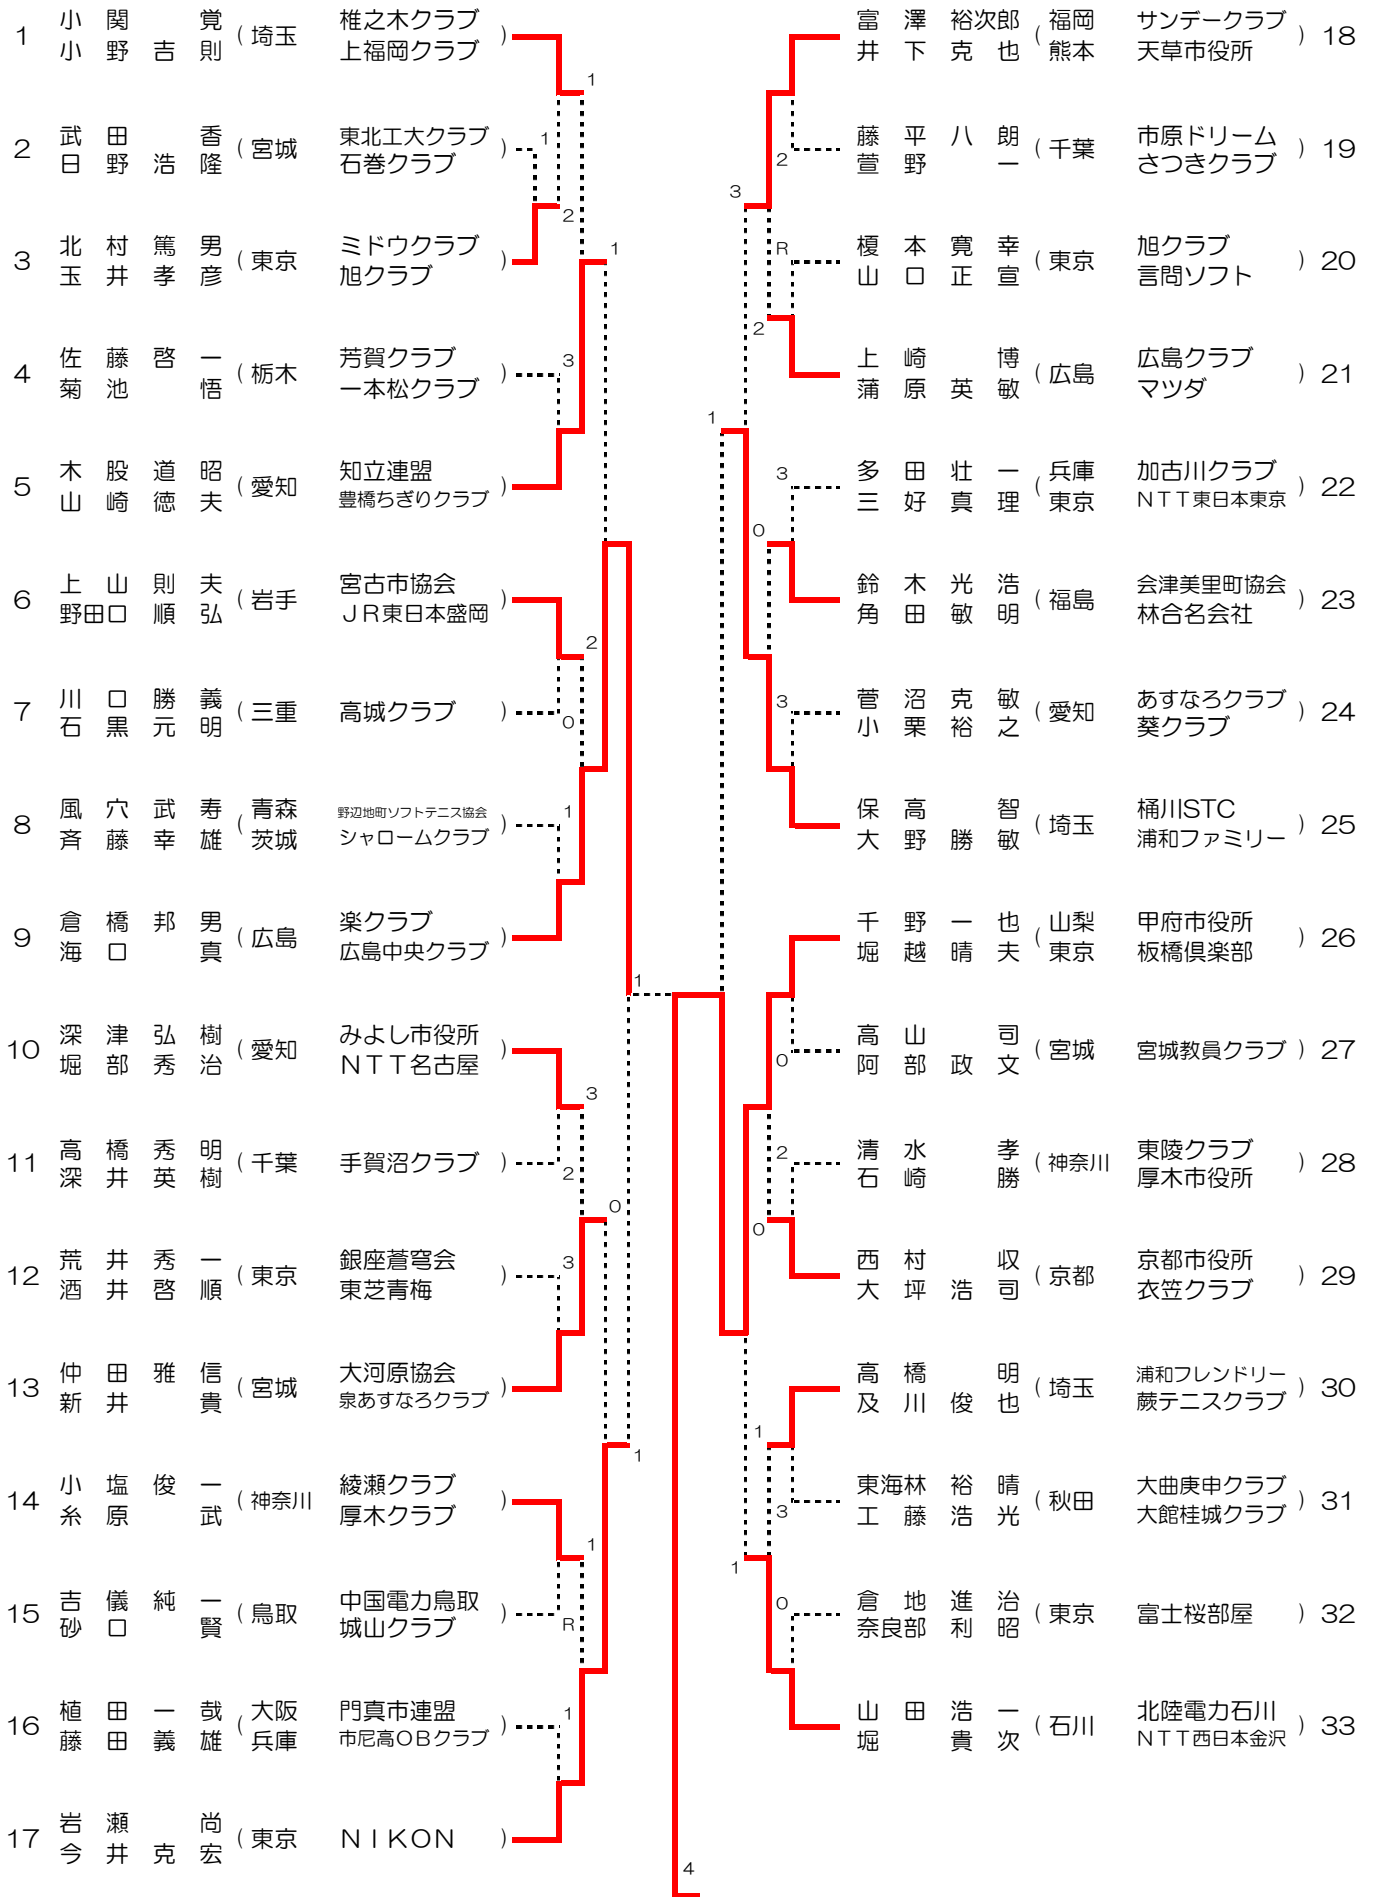 1 小関 覚 (埼玉 椎之木クラブ)
小野吉則 上福岡クラブ
1
2 武田 香 (宮城 東北工大クラブ) 1
日野浩隆 石巻クラブ
2
3 北村篤男 (東京 ミドウクラブ) 1
玉井孝彦 旭クラブ
4 佐藤啓一 (栃木 芳賀クラブ) 3
菊池 悟 一本松クラブ
5 木股道昭 (愛知 知立連盟)
山崎徳夫 豊橋ちぎりクラブ
6 上山則夫 (岩手 宮古市協会)
野田口順弘 JR東日本盛岡
2
7 川口勝義 (三重 高城クラブ) 0
石黒元明
8 風穴武寿 (青森 野辺地町ソフトテニス協会) 1
斉藤幸雄 茨城 シャロームクラブ
9 倉橋邦男 (広島 楽クラブ)
海口 真 広島中央クラブ
1
10 深津弘樹 (愛知 みよし市役所)
堀部秀治 NTT名古屋
3
11 高橋秀明 (千葉 手賀沼クラブ) 2
深井英樹
0
12 荒井秀一 (東京 銀座蒼穹会) 3
酒井啓順 東芝青梅
13 仲田雅信 (宮城 大河原協会)
新井 貴 泉あすなろクラブ
1
14 小塩俊一 (神奈川 綾瀬クラブ)
糸原 武 厚木クラブ
1
15 吉儀純一 (鳥取 中国電力鳥取) R
砂口 賢 城山クラブ
16 植田一哉 (大阪 門真市連盟) 1
藤田義雄 兵庫 市尼高OBクラブ
17 岩瀬 尚 (東京 NIKON)
今井克宏
4
富澤裕次郎 (福岡 サンデークラブ) 18
井下克也 熊本 天草市役所
2 藤平八朗 (千葉 市原ドリーム) 19
萱野 一 さつきクラブ
3
R 榎本寛幸 (東京 旭クラブ) 20
山口正宣 言問ソフト
2
上崎 博 (広島 広島クラブ) 21
蒲原英敏 マツダ
1
3 多田壮一 (兵庫 加古川クラブ) 22
三好真理 東京 NTT東日本東京
0
鈴木光浩 (福島 会津美里町協会) 23
角田敏明 林合名会社
3 菅沼克敏 (愛知 あすなろクラブ) 24
小栗裕之 葵クラブ
保高 智 (埼玉 桶川STC) 25
大野勝敏 浦和ファミリー
千野一也 (山梨 甲府市役所) 26
堀越晴夫 東京 板橋倶楽部
0 高山 司 (宮城 宮城教員クラブ) 27
阿部政文
2 清水 孝 (神奈川 東陵クラブ) 28
石崎 勝 厚木市役所
0
西村 収 (京都 京都市役所) 29
大坪浩司 衣笠クラブ
高橋 明 (埼玉 浦和フレンドリー) 30
及川俊也 蕨テニスクラブ
1
3 東海林裕晴 (秋田 大曲庚申クラブ) 31
工藤浩光 大館桂城クラブ
1
0 倉地進治 (東京 富士桜部屋) 32
奈良部利昭
山田浩一 (石川 北陸電力石川) 33
堀 貴次 NTT西日本金沢